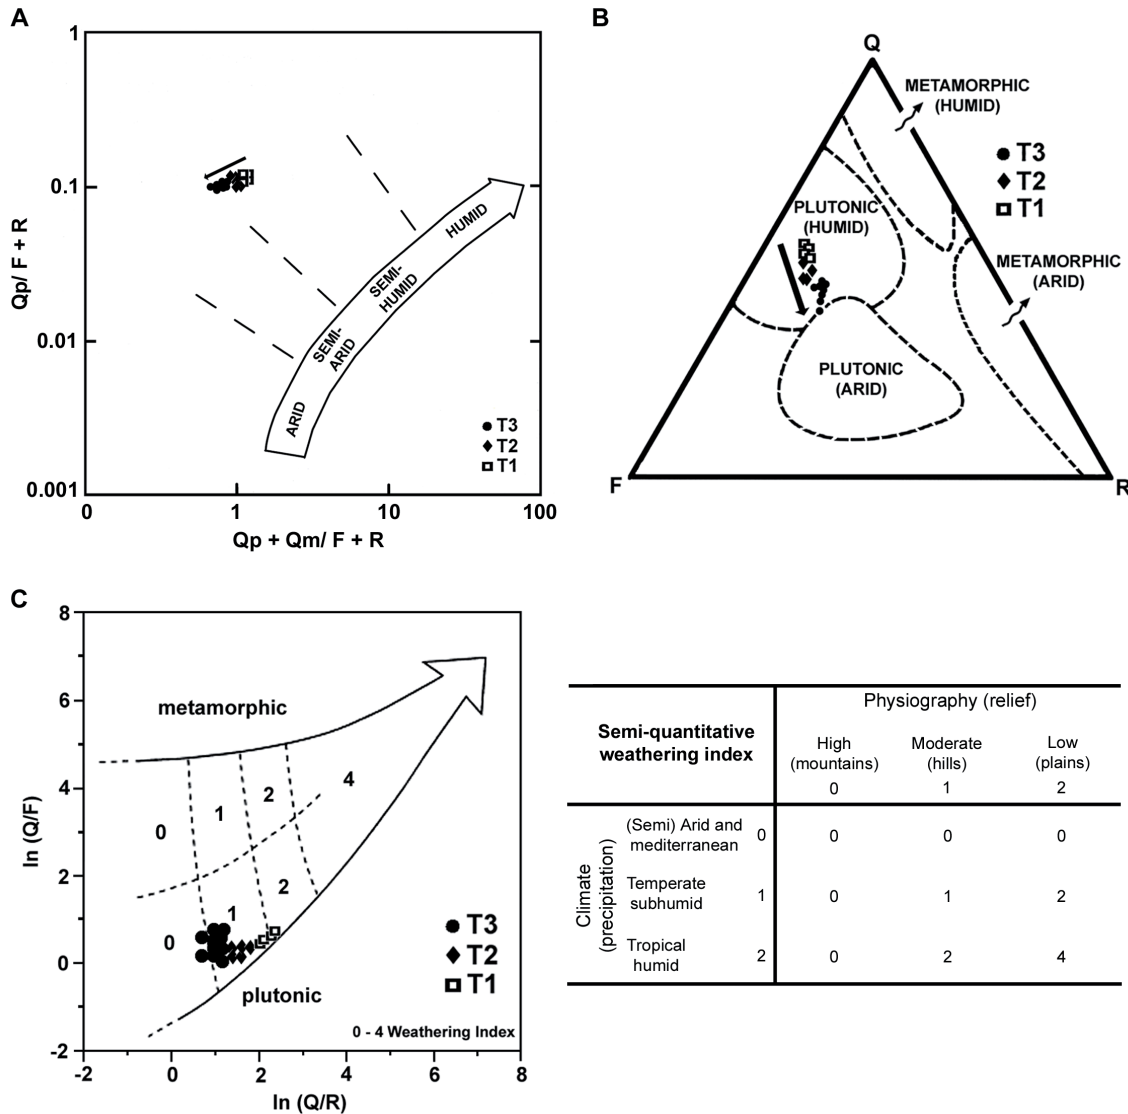 A
1
0.1
0.01
0.001
0
1
10
100
Qp/ F + R
Qp + Qm/ F + R
HUMID
SEMI-
HUMID
SEMI-
ARID
ARID
T3
T2
T1
B
Q
METAMORPHIC
(HUMID)
T3
T2
T1
PLUTONIC
(HUMID)
METAMORPHIC
(ARID)
PLUTONIC
(ARID)
F
R
C
8
6
4
2
0
-2
-2
0
2
4
6
8
ln (Q/F)
ln (Q/R)
metamorphic
0
1
2
4
0
1
2
plutonic
T3
T2
T1
0 - 4 Weathering Index
Semi-quantitative
weathering index
Physiography (relief)
High
(mountains)
0
Moderate
(hills)
1
Low
(plains)
2
Climate
(precipitation)
(Semi) Arid and
mediterranean 0 0 0 0
Temperate
subhumid 1 0 1 2
Tropical
humid 2 0 2 4